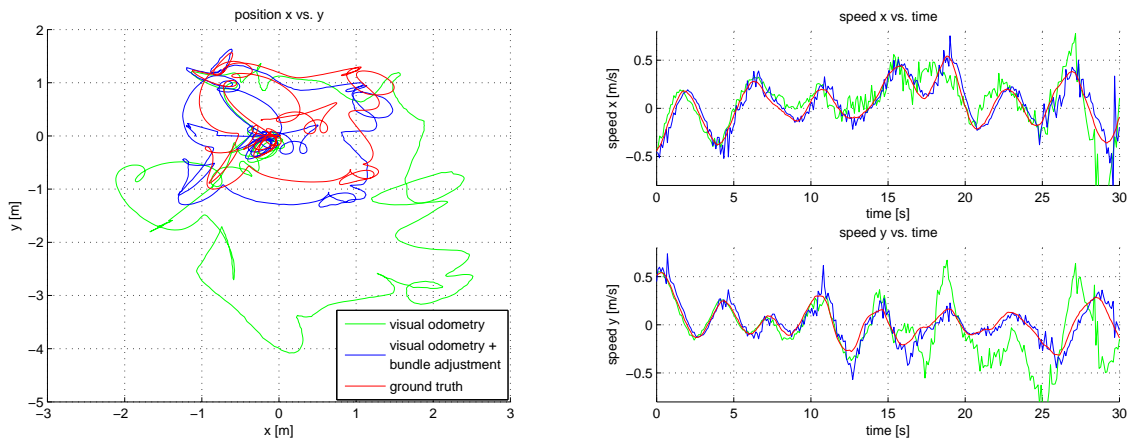 position x vs. y
2
1
0
−1
−2
−3
−4
−5
y [m]
−3
−2
−1
0
1
2
3
x [m]
visual odometry
visual odometry +
bundle adjustment
ground truth
speed x vs. time
0.5
0
−0.5
speed x [m/s]
0
5
10
15
20
25
30
time [s]
speed y vs. time
0.5
0
−0.5
speed y [m/s]
0
5
10
15
20
25
30
time [s]